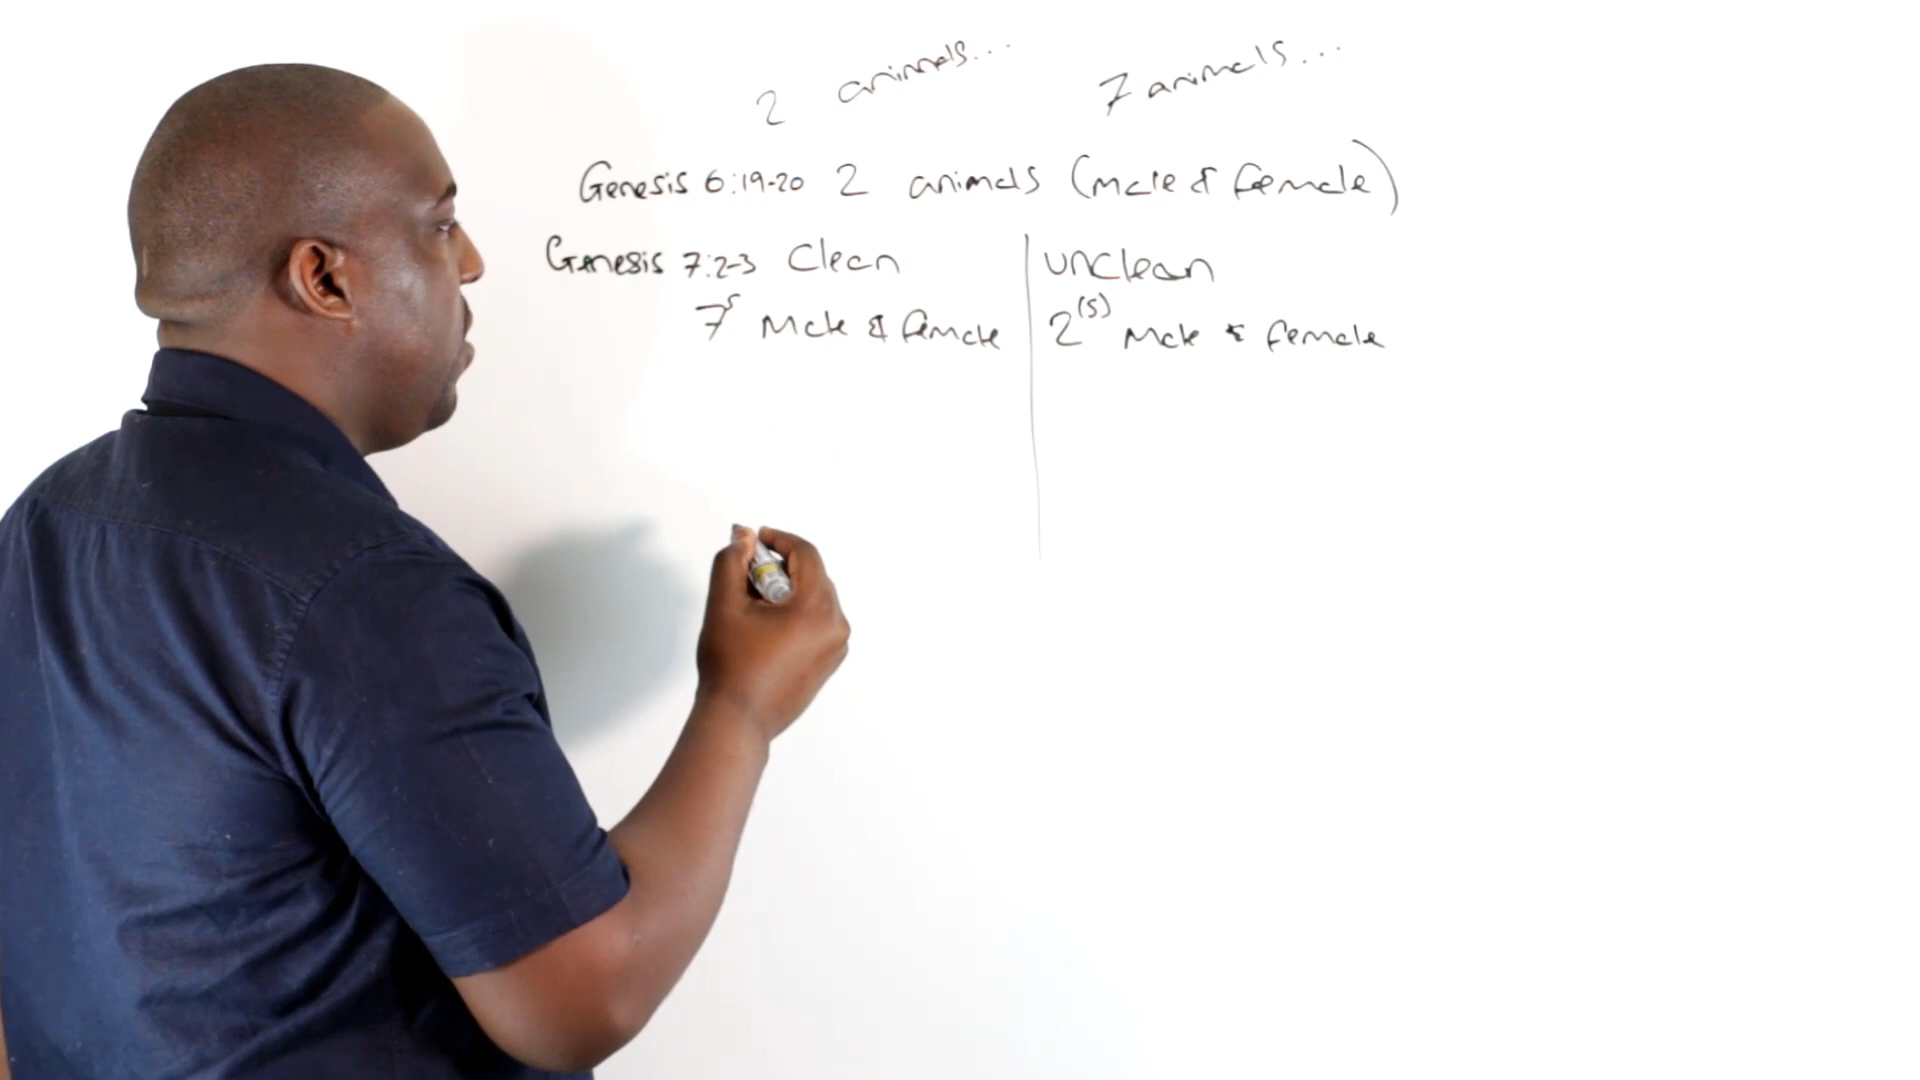 2 animals... 7 animals...
Genesis 6:19-20 2 animals (male & female)
Genesis 7:2-3 Clean | unclean
7s Male & female | 2(s) Male & female